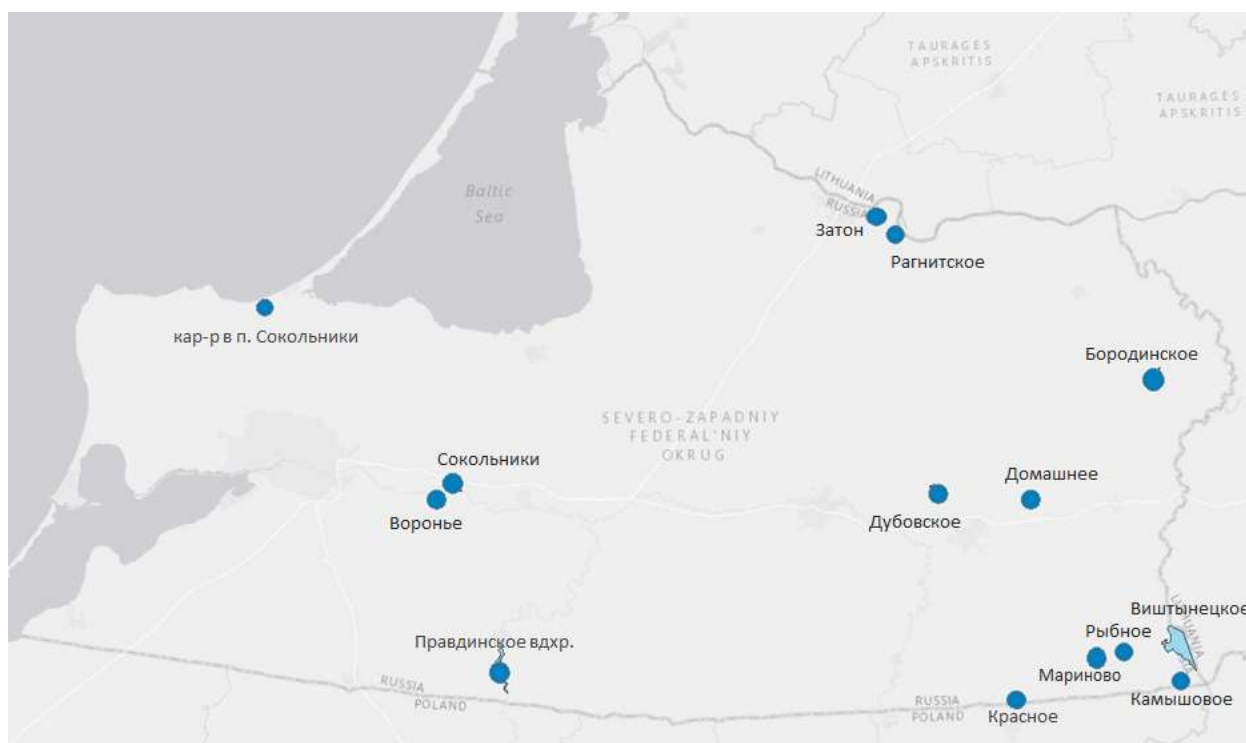 TAURAGES
APSKRITIS
TAURAGES
APSKRITIS
Baltic
Sea
LITHUANIA
RUSSIA
Затон
Рагнитское
кар-р в п. Сокольники
Бородинское
SEVERO-ZAPADNIY
FEDERAL'NIY
OKRUG
Сокольники
Воронье
Домашнее
Дубовское
Виштынецкое
LITHUANIA
Рыбное
Мариново
Камышовое
Правдинское вдхр.
RUSSIA
POLAND
RUSSIA
POLAND
Красное